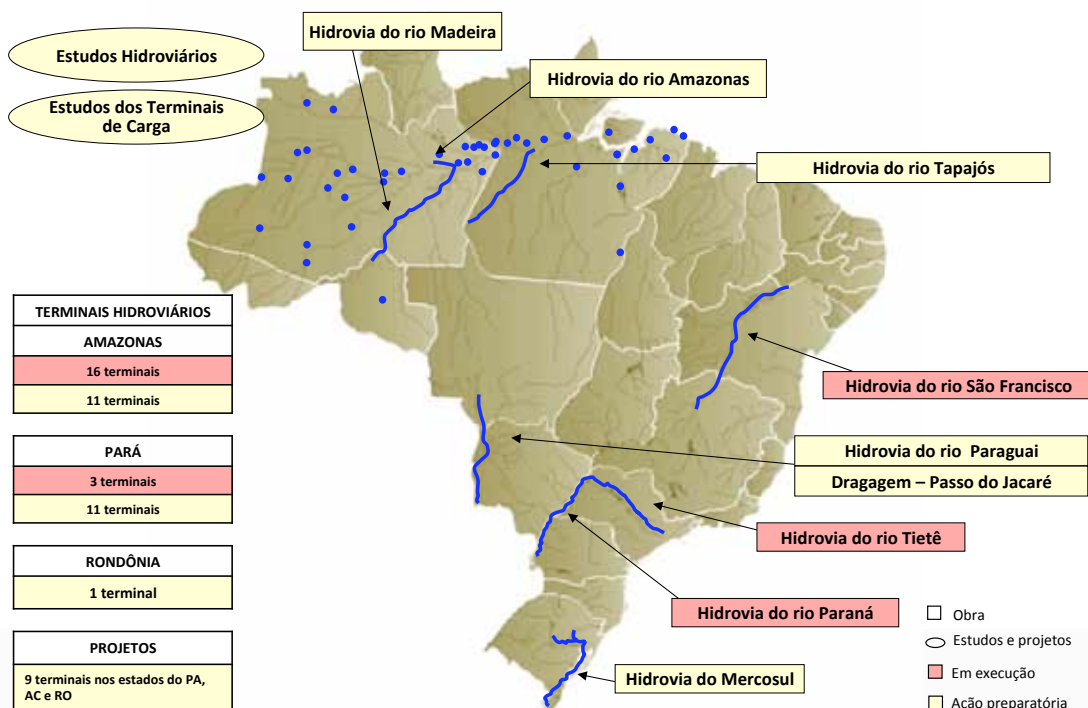 Hidrovia do rio Madeira
Estudos Hidroviários
Hidrovia do rio Amazonas
Estudos dos Terminais
de Carga
Hidrovia do rio Tapajós
TERMINAIS HIDROVIÁRIOS
AMAZONAS
16 terminais
11 terminais
Hidrovia do rio São Francisco
PARÁ
3 terminais
11 terminais
Hidrovia do rio Paraguai
Dragagem – Passo do Jacaré
Hidrovia do rio Tietê
RONDÔNIA
1 terminal
Hidrovia do rio Paraná
PROJETOS
9 terminais nos estados do PA,
AC e RO
Hidrovia do Mercosul
Obra
Estudos e projetos
Em execução
Ação preparatória